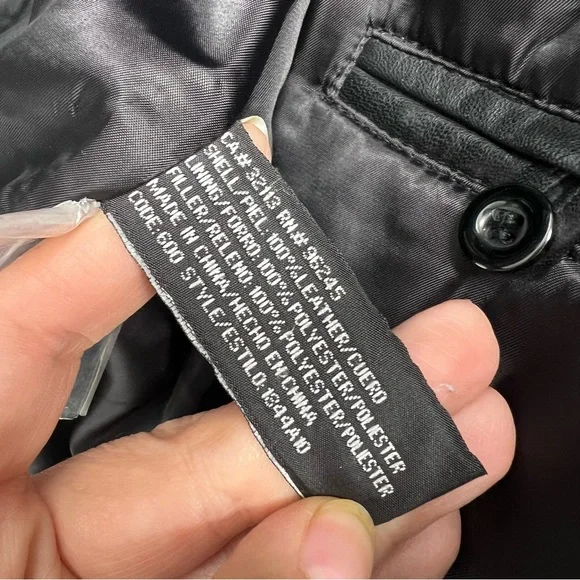 CA# 32113 RN# 96245
SHELL/PIEL: 100% LEATHER/CUERO
LINING/FORRO: 100% POLYESTER/POLIESTER
FILLER/RELENO: 100% POLYESTER/POLIESTER
MADE IN CHINA/HECHO EN CHINA
CODE: 600 STYLE/ESTILO: 1844A10